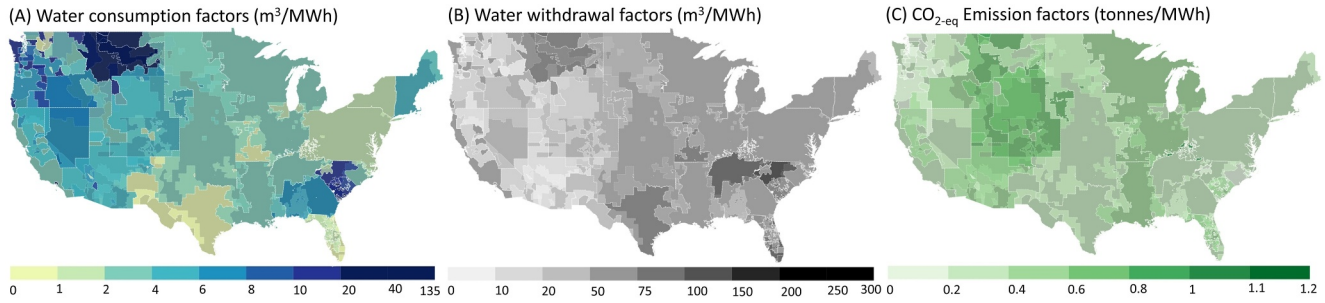 (A) Water consumption factors (m³/MWh)
(B) Water withdrawal factors (m³/MWh)
(C) CO2-eq Emission factors (tonnes/MWh)
0 1 2 4 6 8 10 20 40 135
0 10 20 50 75 100 150 200 250 300
0 0.2 0.4 0.6 0.8 1 1.1 1.2